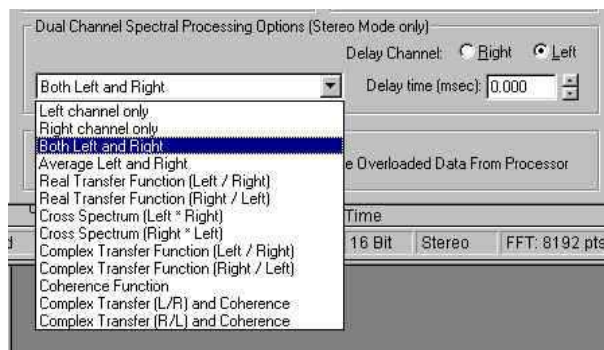 Dual Channel Spectral Processing Options (Stereo Mode only)
Delay Channel: Right Left
Both Left and Right
Delay time (msec): 0.000
Left channel only
Right channel only
Both Left and Right
Average Left and Right
e Overloaded Data From Processor
Real Transfer Function (Left / Right)
Real Transfer Function (Right / Left)
Cross Spectrum (Left * Right)
Time
Cross Spectrum (Right * Left)
16 Bit Stereo FFT: 8192 pts
Complex Transfer Function (Left / Right)
Complex Transfer Function (Right / Left)
Coherence Function
Complex Transfer (L/R) and Coherence
Complex Transfer (R/L) and Coherence